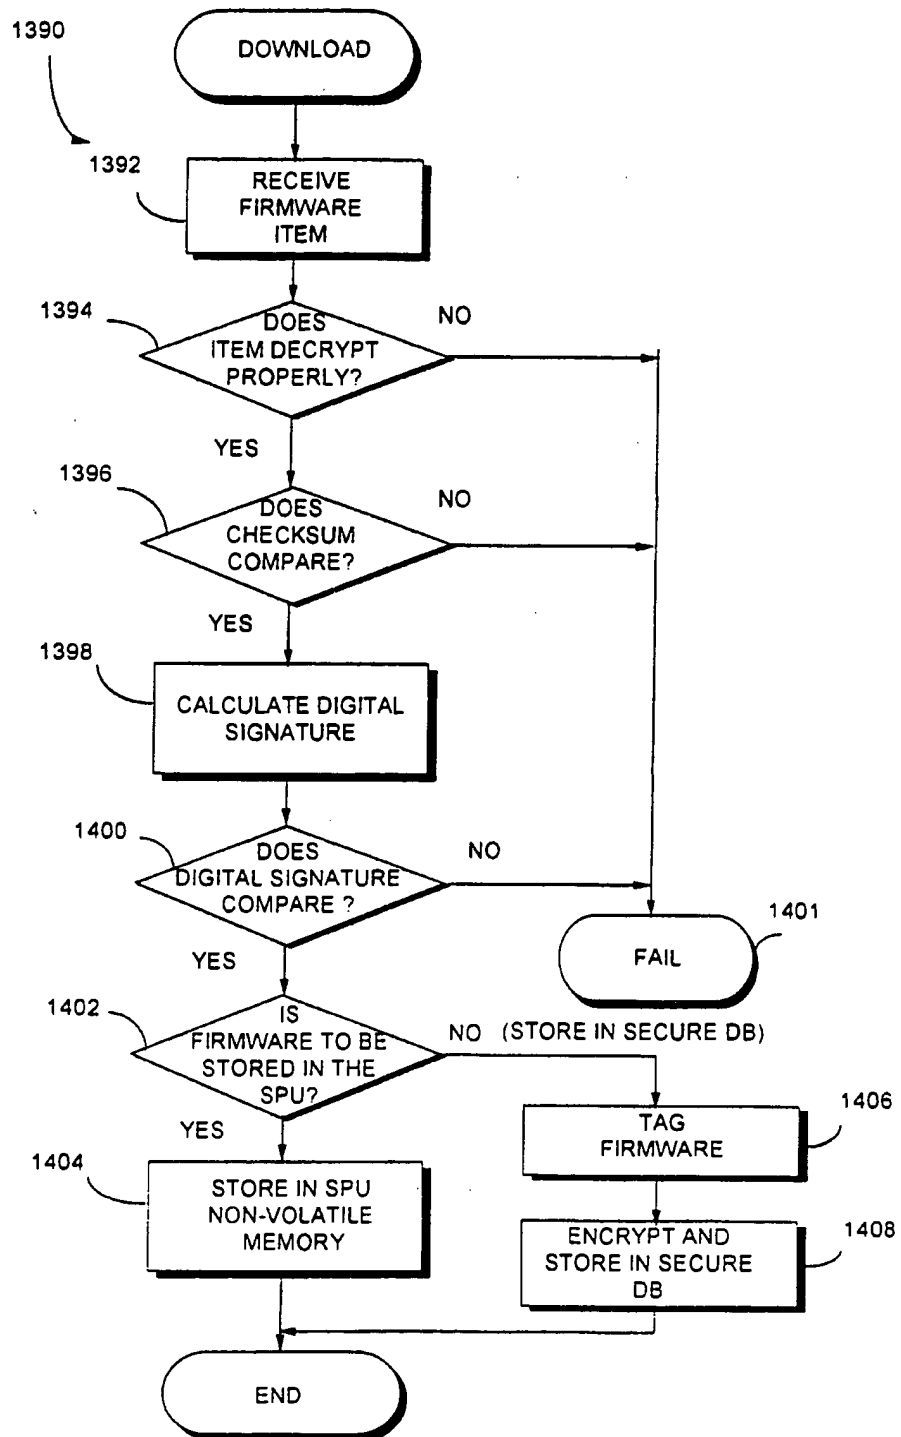 1390
DOWNLOAD
1392
RECEIVE
FIRMWARE
ITEM
1394
DOES
ITEM DECRYPT
PROPERLY?
NO
YES
1396
DOES
CHECKSUM
COMPARE?
NO
YES
1398
CALCULATE DIGITAL
SIGNATURE
1400
DOES
DIGITAL SIGNATURE
COMPARE ?
NO
1401
FAIL
YES
1402
IS
FIRMWARE TO BE
STORED IN THE
SPU?
NO (STORE IN SECURE DB)
YES
1406
TAG
FIRMWARE
1404
STORE IN SPU
NON-VOLATILE
MEMORY
1408
ENCRYPT AND
STORE IN SECURE
DB
END